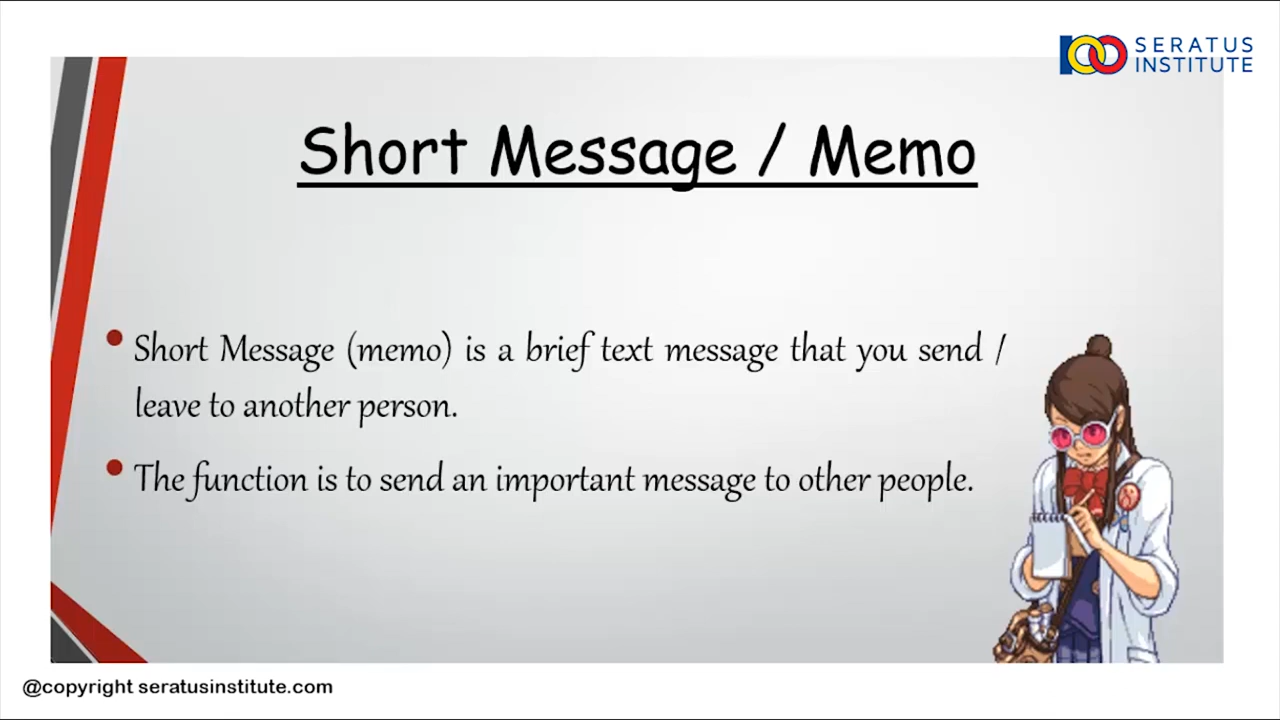 SERATUS
INSTITUTE
Short Message / Memo
• Short Message (memo) is a brief text message that you send /
leave to another person.
• The function is to send an important message to other people.
@copyright seratusinstitute.com